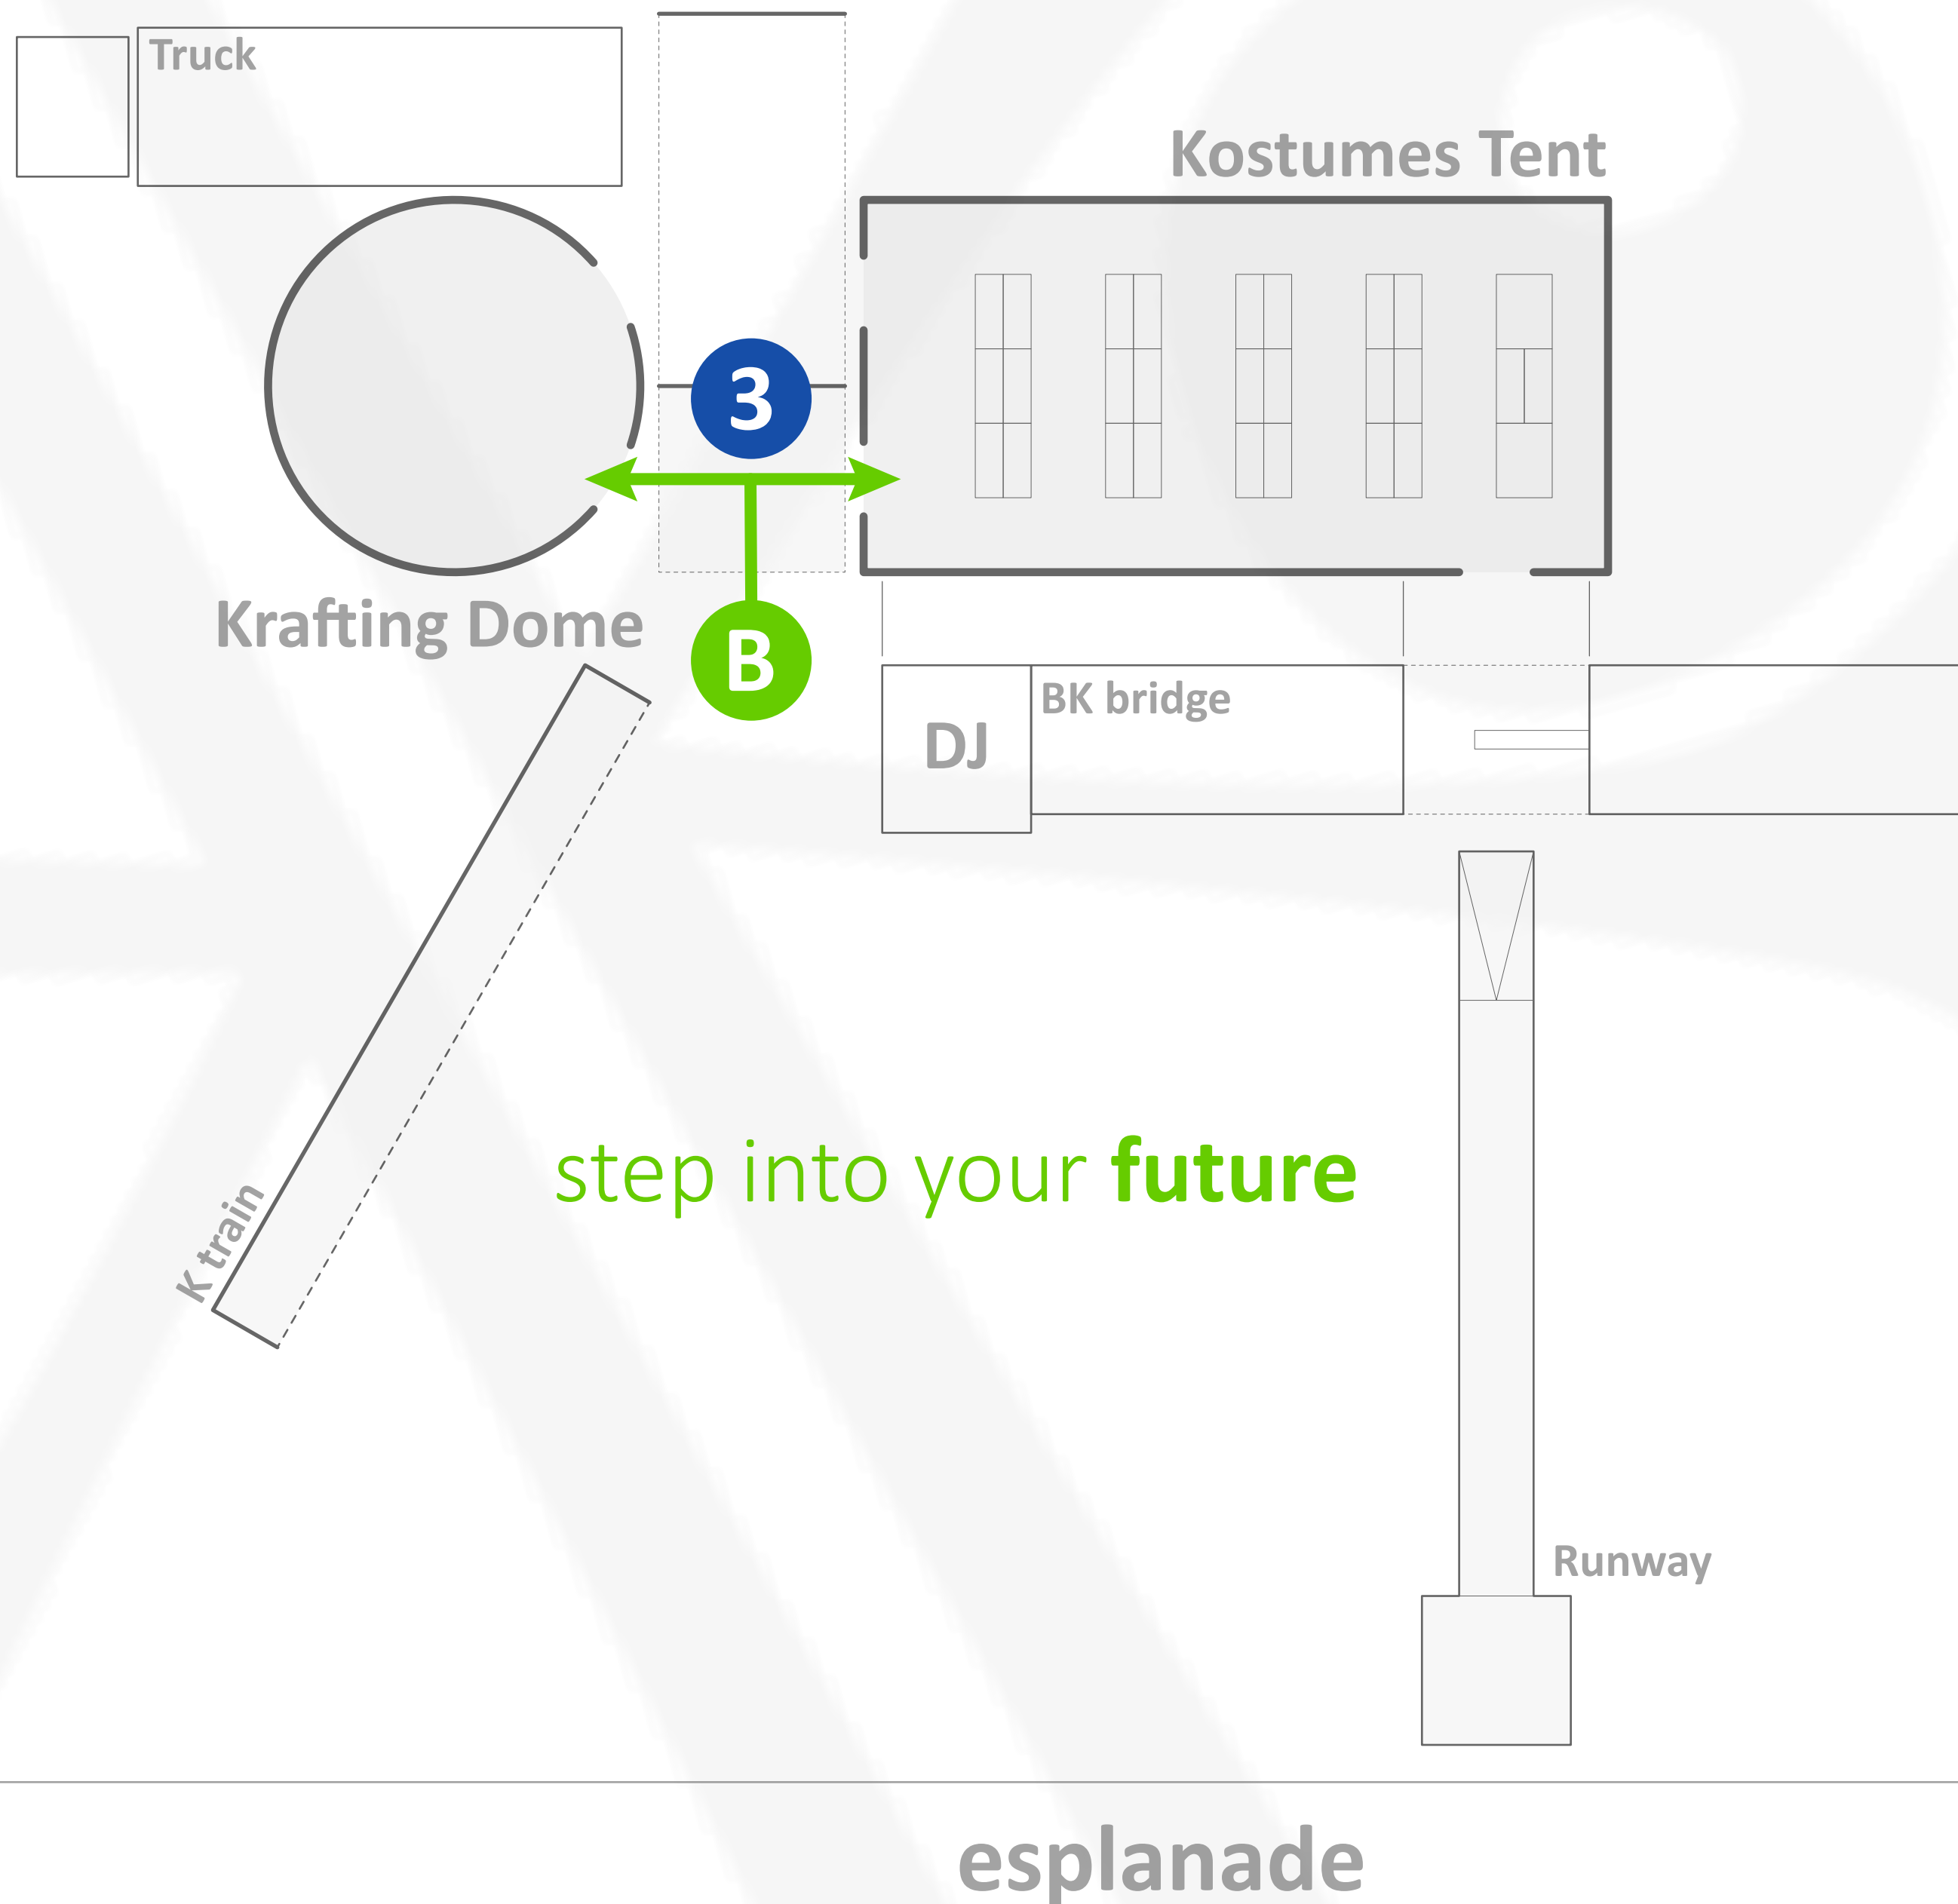 Truck
Kostumes Tent
3
Krafting Dome
B
BK bridge
DJ
step into your future
K train
Runway
esplanade